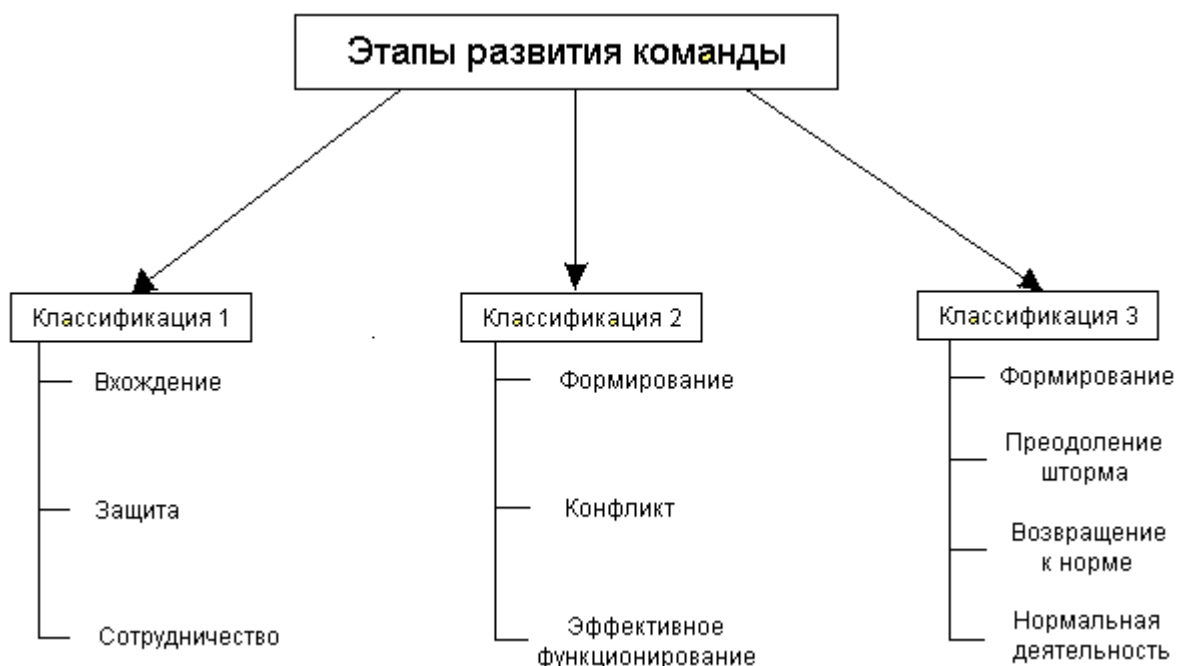 Этапы развития команды
Классификация 1
Вхождение
Защита
Сотрудничество
Классификация 2
Формирование
Конфликт
Эффективное
функционирование
Классификация 3
Формирование
Преодоление
шторма
Возвращение
к норме
Нормальная
деятельность